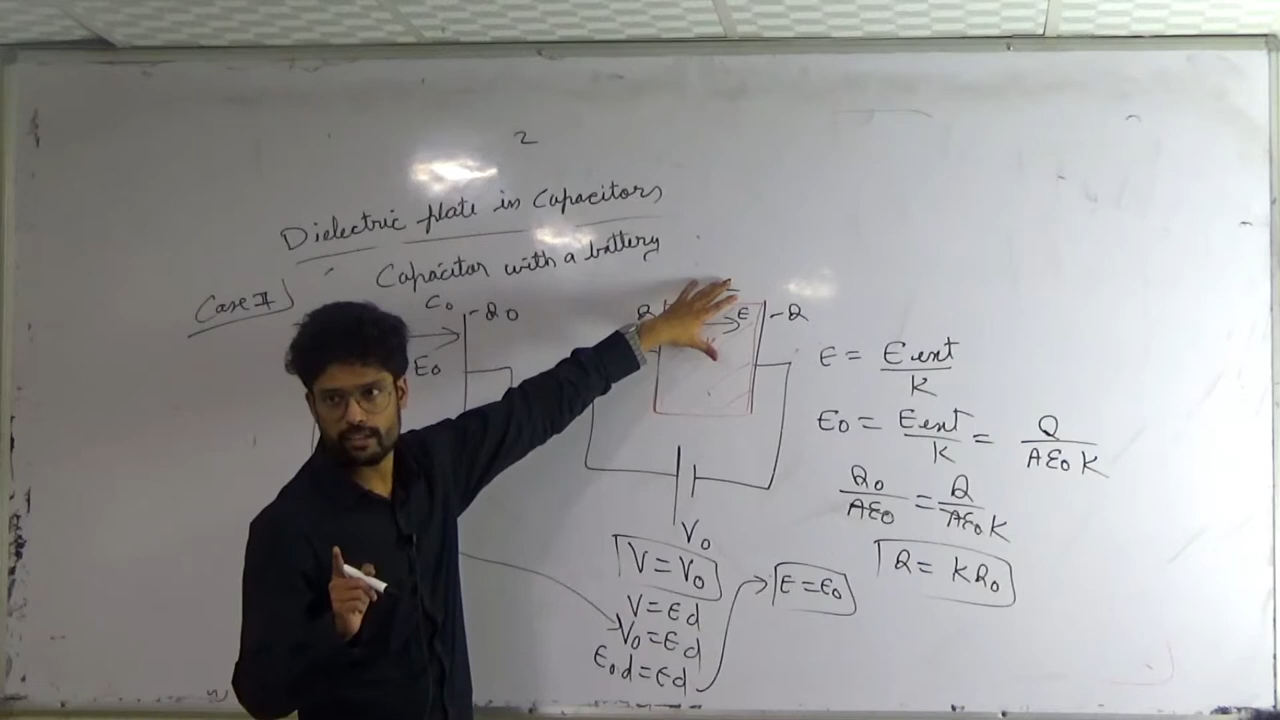 2
Dielectric plate in Capacitors
Case II) Capacitor with a battery
C₀ -Q₀
E₀
Q E -Q
V₀
V = V₀
V = Ed
V₀ = Ed
E₀.d = Ed
E = E₀
E = Eext / K
E₀ = Eext / K = Q / Aε₀K
Q₀ / Aε₀ = Q / Aε₀K
Q = KQ₀